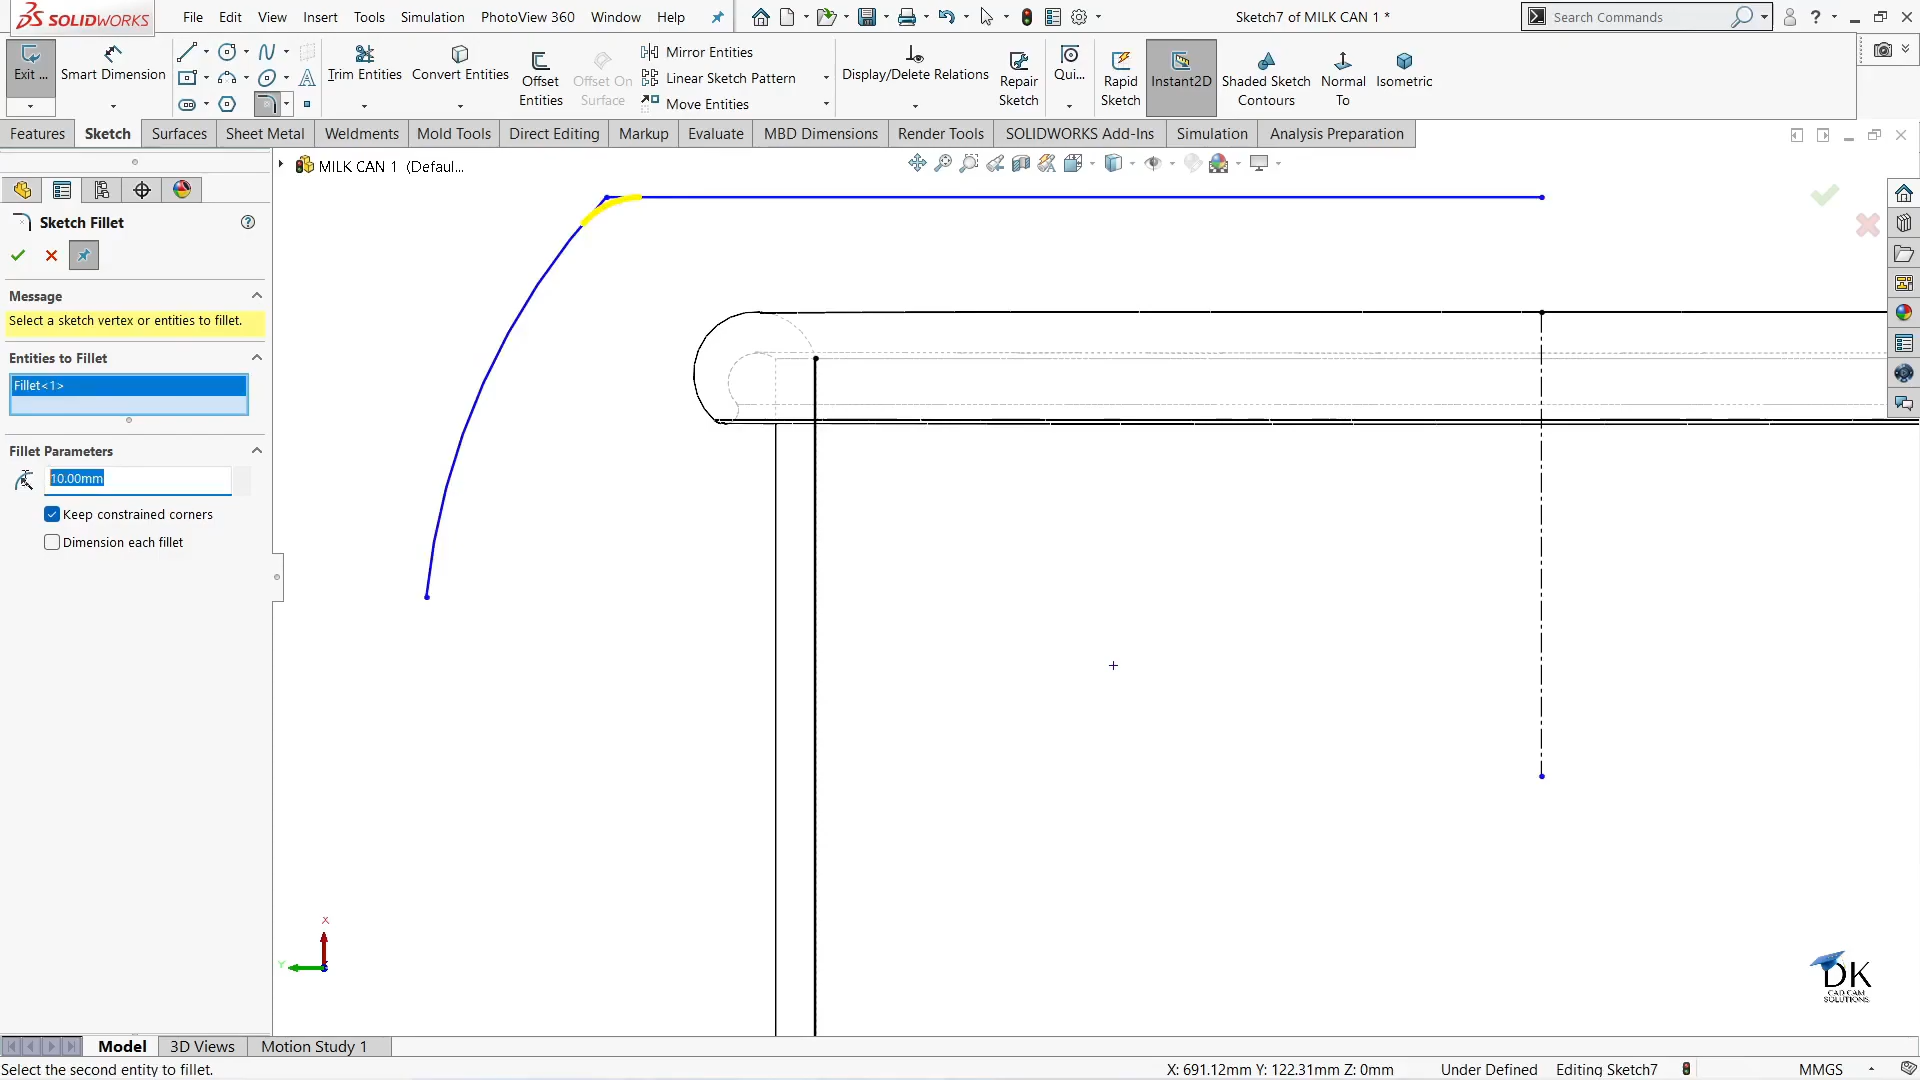 SOLIDWORKS
File Edit View Insert Tools Simulation PhotoView 360 Window Help
Sketch7 of MILK CAN 1 *
Search Commands
Exit ...
Smart Dimension
Trim Entities
Convert Entities
Offset
Entities
Offset On
Surface
Mirror Entities
Linear Sketch Pattern
Move Entities
Display/Delete Relations
Repair
Sketch
Qui...
Rapid
Sketch
Instant2D
Shaded Sketch
Contours
Normal
To
Isometric
Features Sketch Surfaces Sheet Metal Weldments Mold Tools Direct Editing Markup Evaluate MBD Dimensions Render Tools SOLIDWORKS Add-Ins Simulation Analysis Preparation
MILK CAN 1 (Defaul...
Sketch Fillet
Message
Select a sketch vertex or entities to fillet.
Entities to Fillet
Fillet<1>
Fillet Parameters
10.00mm
Keep constrained corners
Dimension each fillet
X
Y
DK
CAD CAM
SOLUTIONS
Model 3D Views Motion Study 1
Select the second entity to fillet.
X: 691.12mm Y: 122.31mm Z: 0mm
Under Defined
Editing Sketch7
MMGS